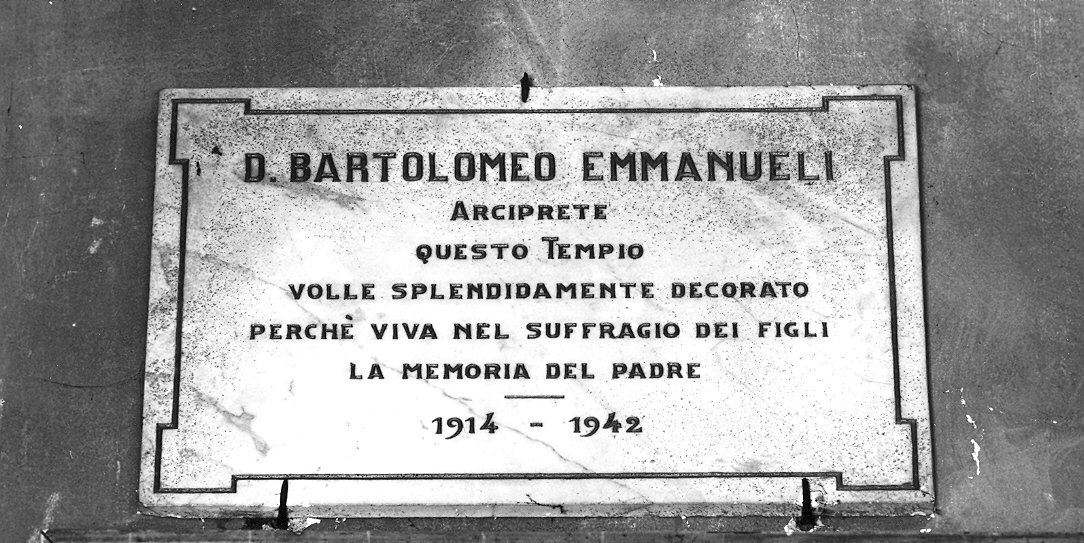 D. BARTOLOMEO EMMANUELI
ARCIPRETE
QUESTO TEMPIO
VOLLE SPLENDIDAMENTE DECORATO
PERCHÈ VIVA NEL SUFFRAGIO DEI FIGLI
LA MEMORIA DEL PADRE
1914 - 1942